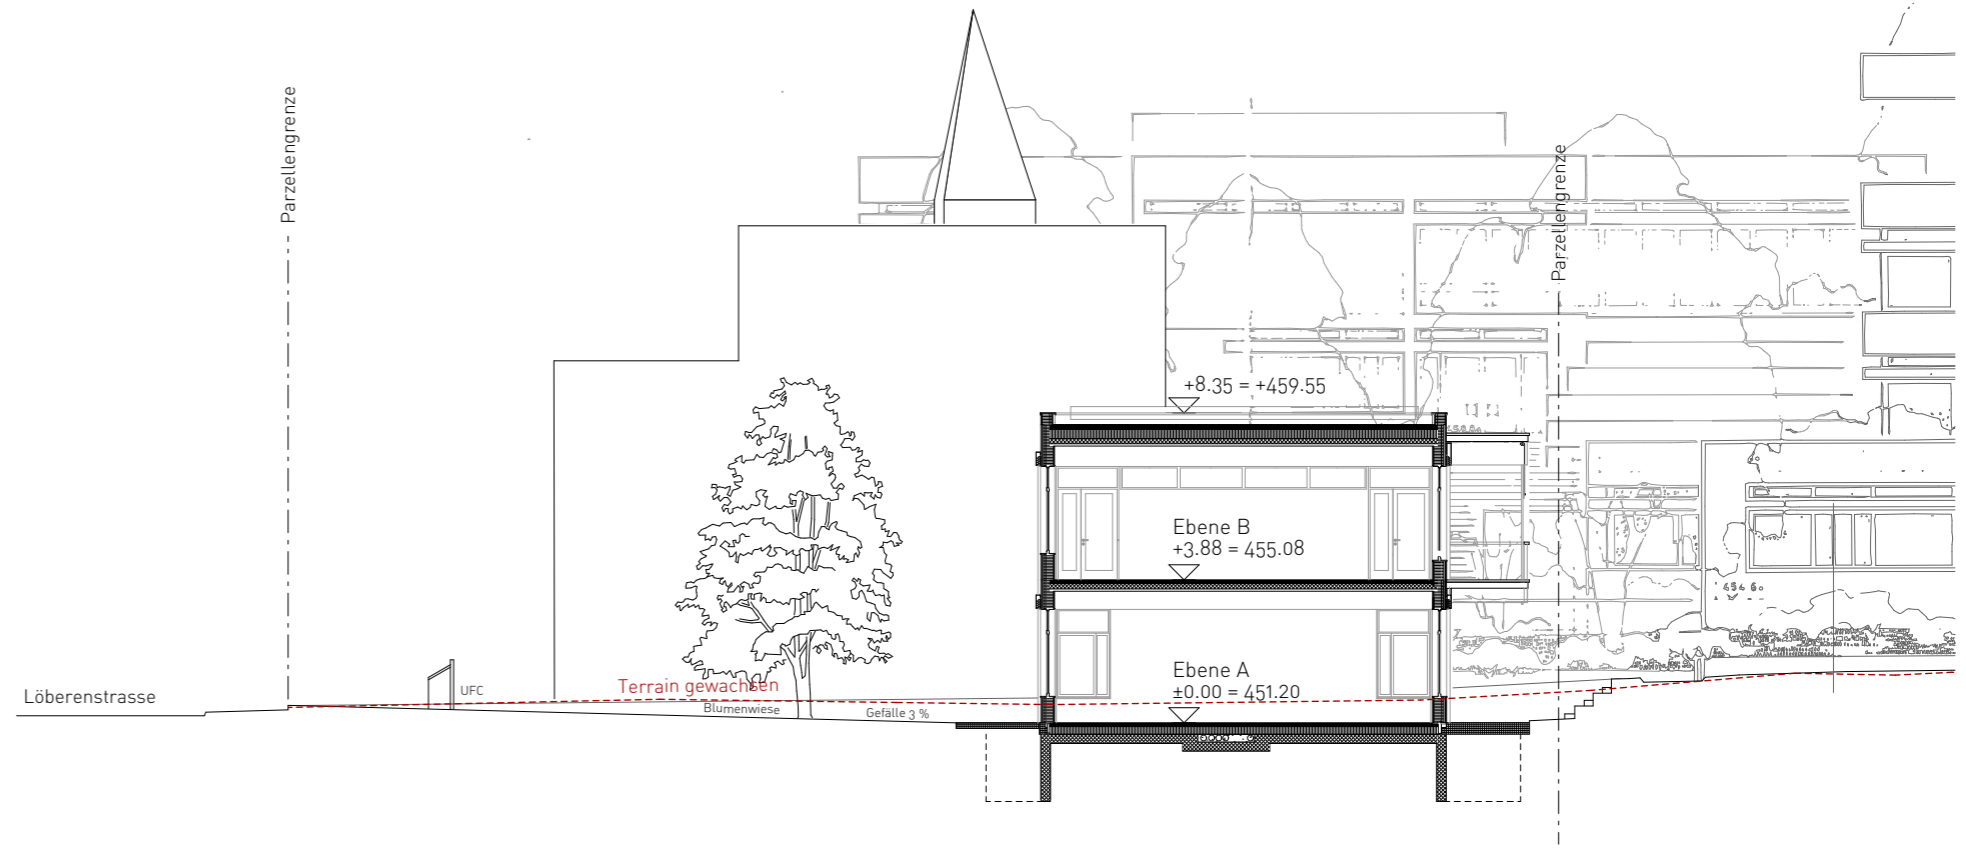 Parzellengrenze
Parzellengrenze
+8.35 = +459.55
Ebene B
+3.88 = 455.08
Ebene A
±0.00 = 451.20
Terrain gewachsen
UFC
Löberenstrasse
Blumenwiese
Gefälle 3 %